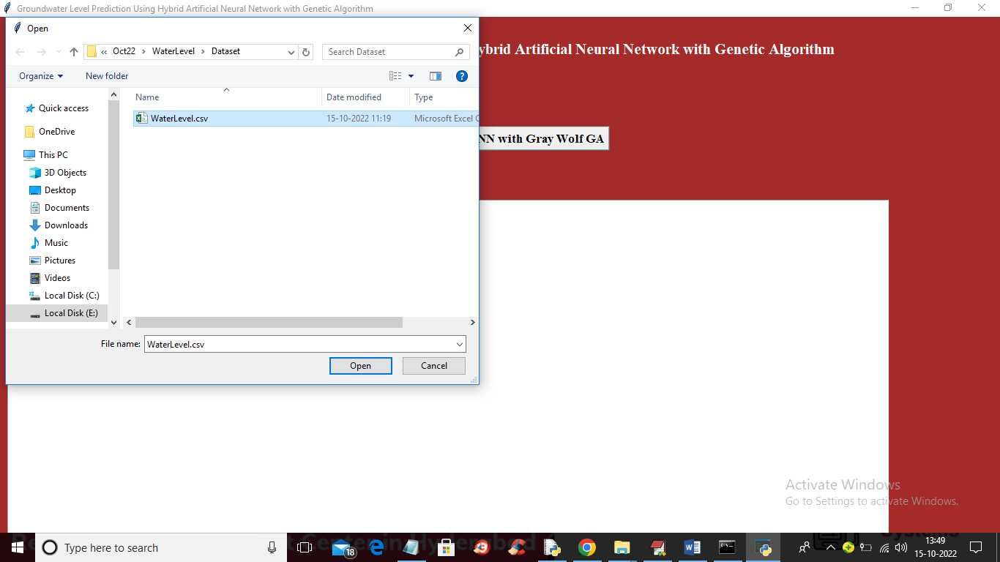 Groundwater Level Prediction Using Hybrid Artificial Neural Network with Genetic Algorithm
Open
ybrid Artificial Neural Network with Genetic Algorithm
« Oct22 › WaterLevel › Dataset
Search Dataset
Organize
New folder
Name
Date modified
Type
WaterLevel.csv
15-10-2022 11:19
Microsoft Excel C
NN with Gray Wolf GA
Quick access
OneDrive
This PC
3D Objects
Desktop
Documents
Downloads
Music
Pictures
Videos
Local Disk (C:)
Local Disk (E:)
File name:
WaterLevel.csv
Open
Cancel
Activate Windows
Go to Settings to activate Windows.
Type here to search
18
13:49
15-10-2022